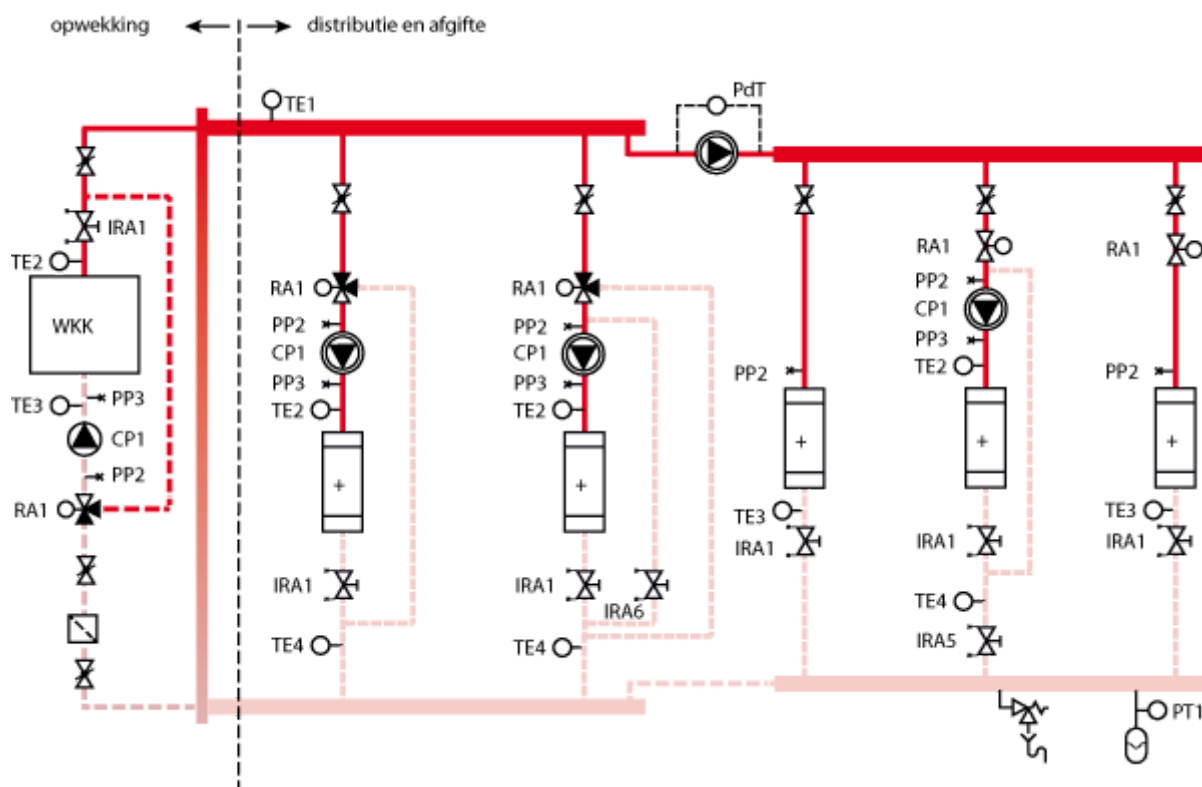 opwekking
distributie en afgifte
TE1
PdT
IRA1
TE2
WKK
PP3
TE3
CP1
PP2
RA1
RA1
PP2
CP1
PP3
TE2
+
IRA1
TE4
RA1
PP2
CP1
PP3
TE2
+
IRA1
IRA6
TE4
PP2
+
TE3
IRA1
RA1
PP2
CP1
PP3
TE2
+
IRA1
TE4
IRA5
RA1
PP2
+
TE3
IRA1
PT1